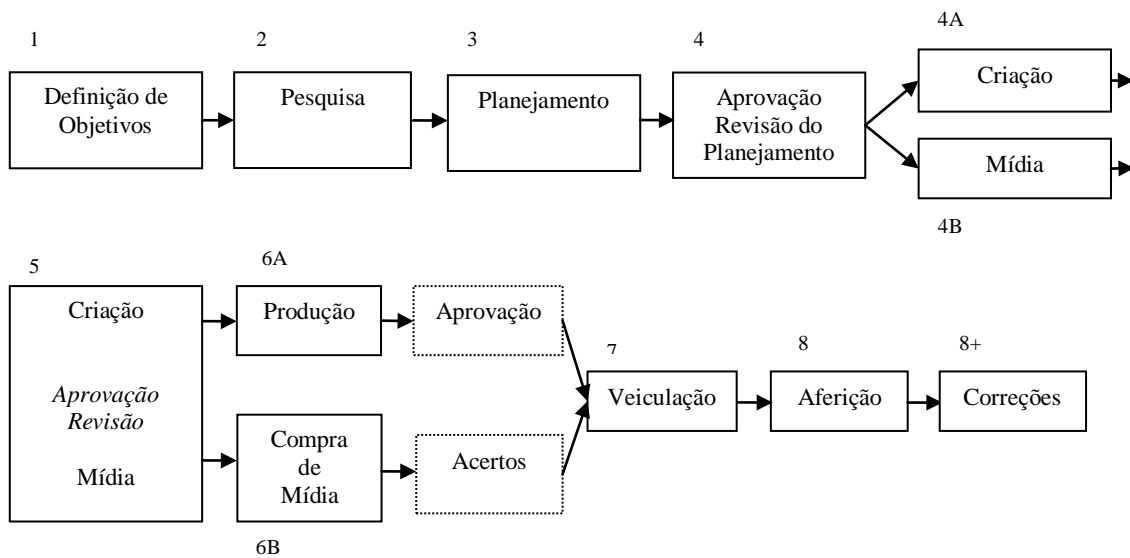 1
2
3
4
4A
Definição de
Objetivos
Pesquisa
Planejamento
Aprovação
Revisão do
Planejamento
Criação
Mídia
4B
5
6A
Criação
Aprovação
Revisão
Mídia
Produção
Aprovação
Compra
de
Mídia
Acertos
6B
7
Veiculação
8
Aferição
8+
Correções